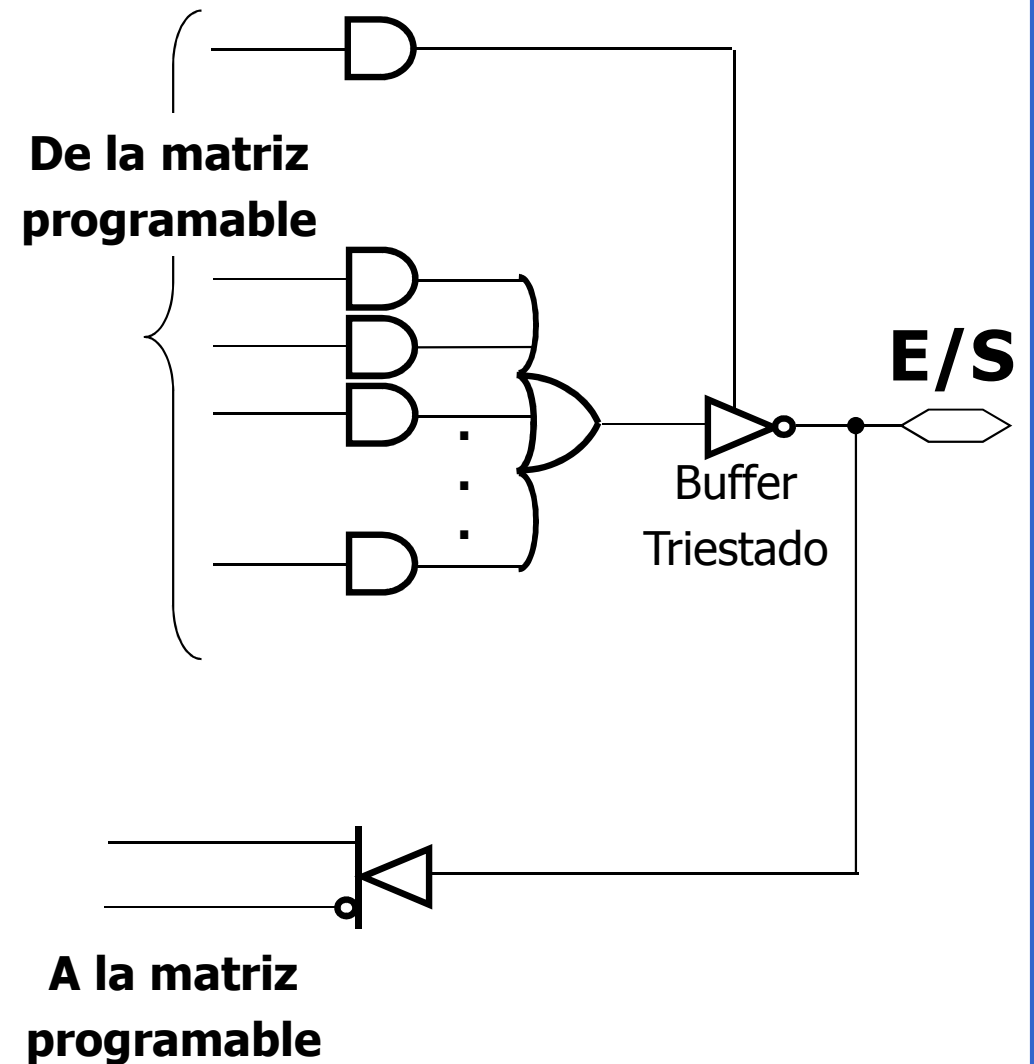 De la matriz
programable
E/S
Buffer
Triestado
A la matriz
programable